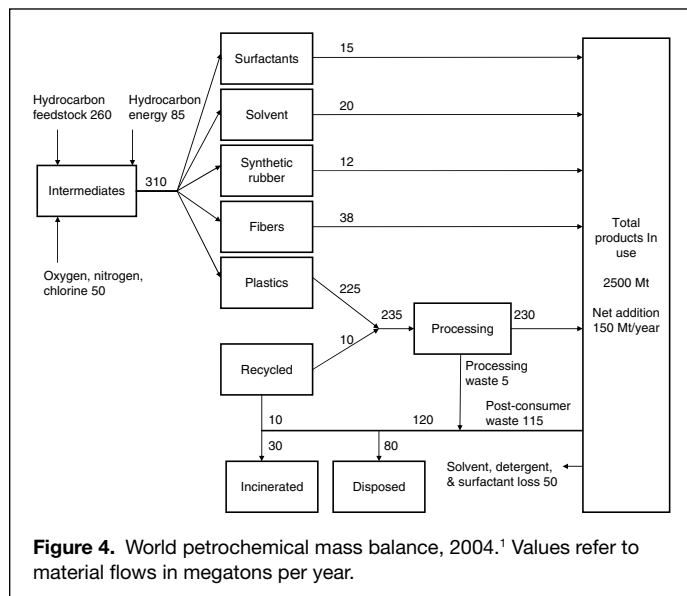 Surfactants
15
Hydrocarbon
feedstock 260
Hydrocarbon
energy 85
Solvent
20
Intermediates
310
Synthetic
rubber
12
Fibers
38
Oxygen, nitrogen,
chlorine 50
Plastics
225
235
Processing
230
10
Recycled
Processing
waste 5
Total
products In
use
2500 Mt
Net addition
150 Mt/year
10
120
Post-consumer
waste 115
30
80
Incinerated
Disposed
Solvent, detergent,
& surfactant loss 50
Figure 4. World petrochemical mass balance, 2004.¹ Values refer to
material flows in megatons per year.